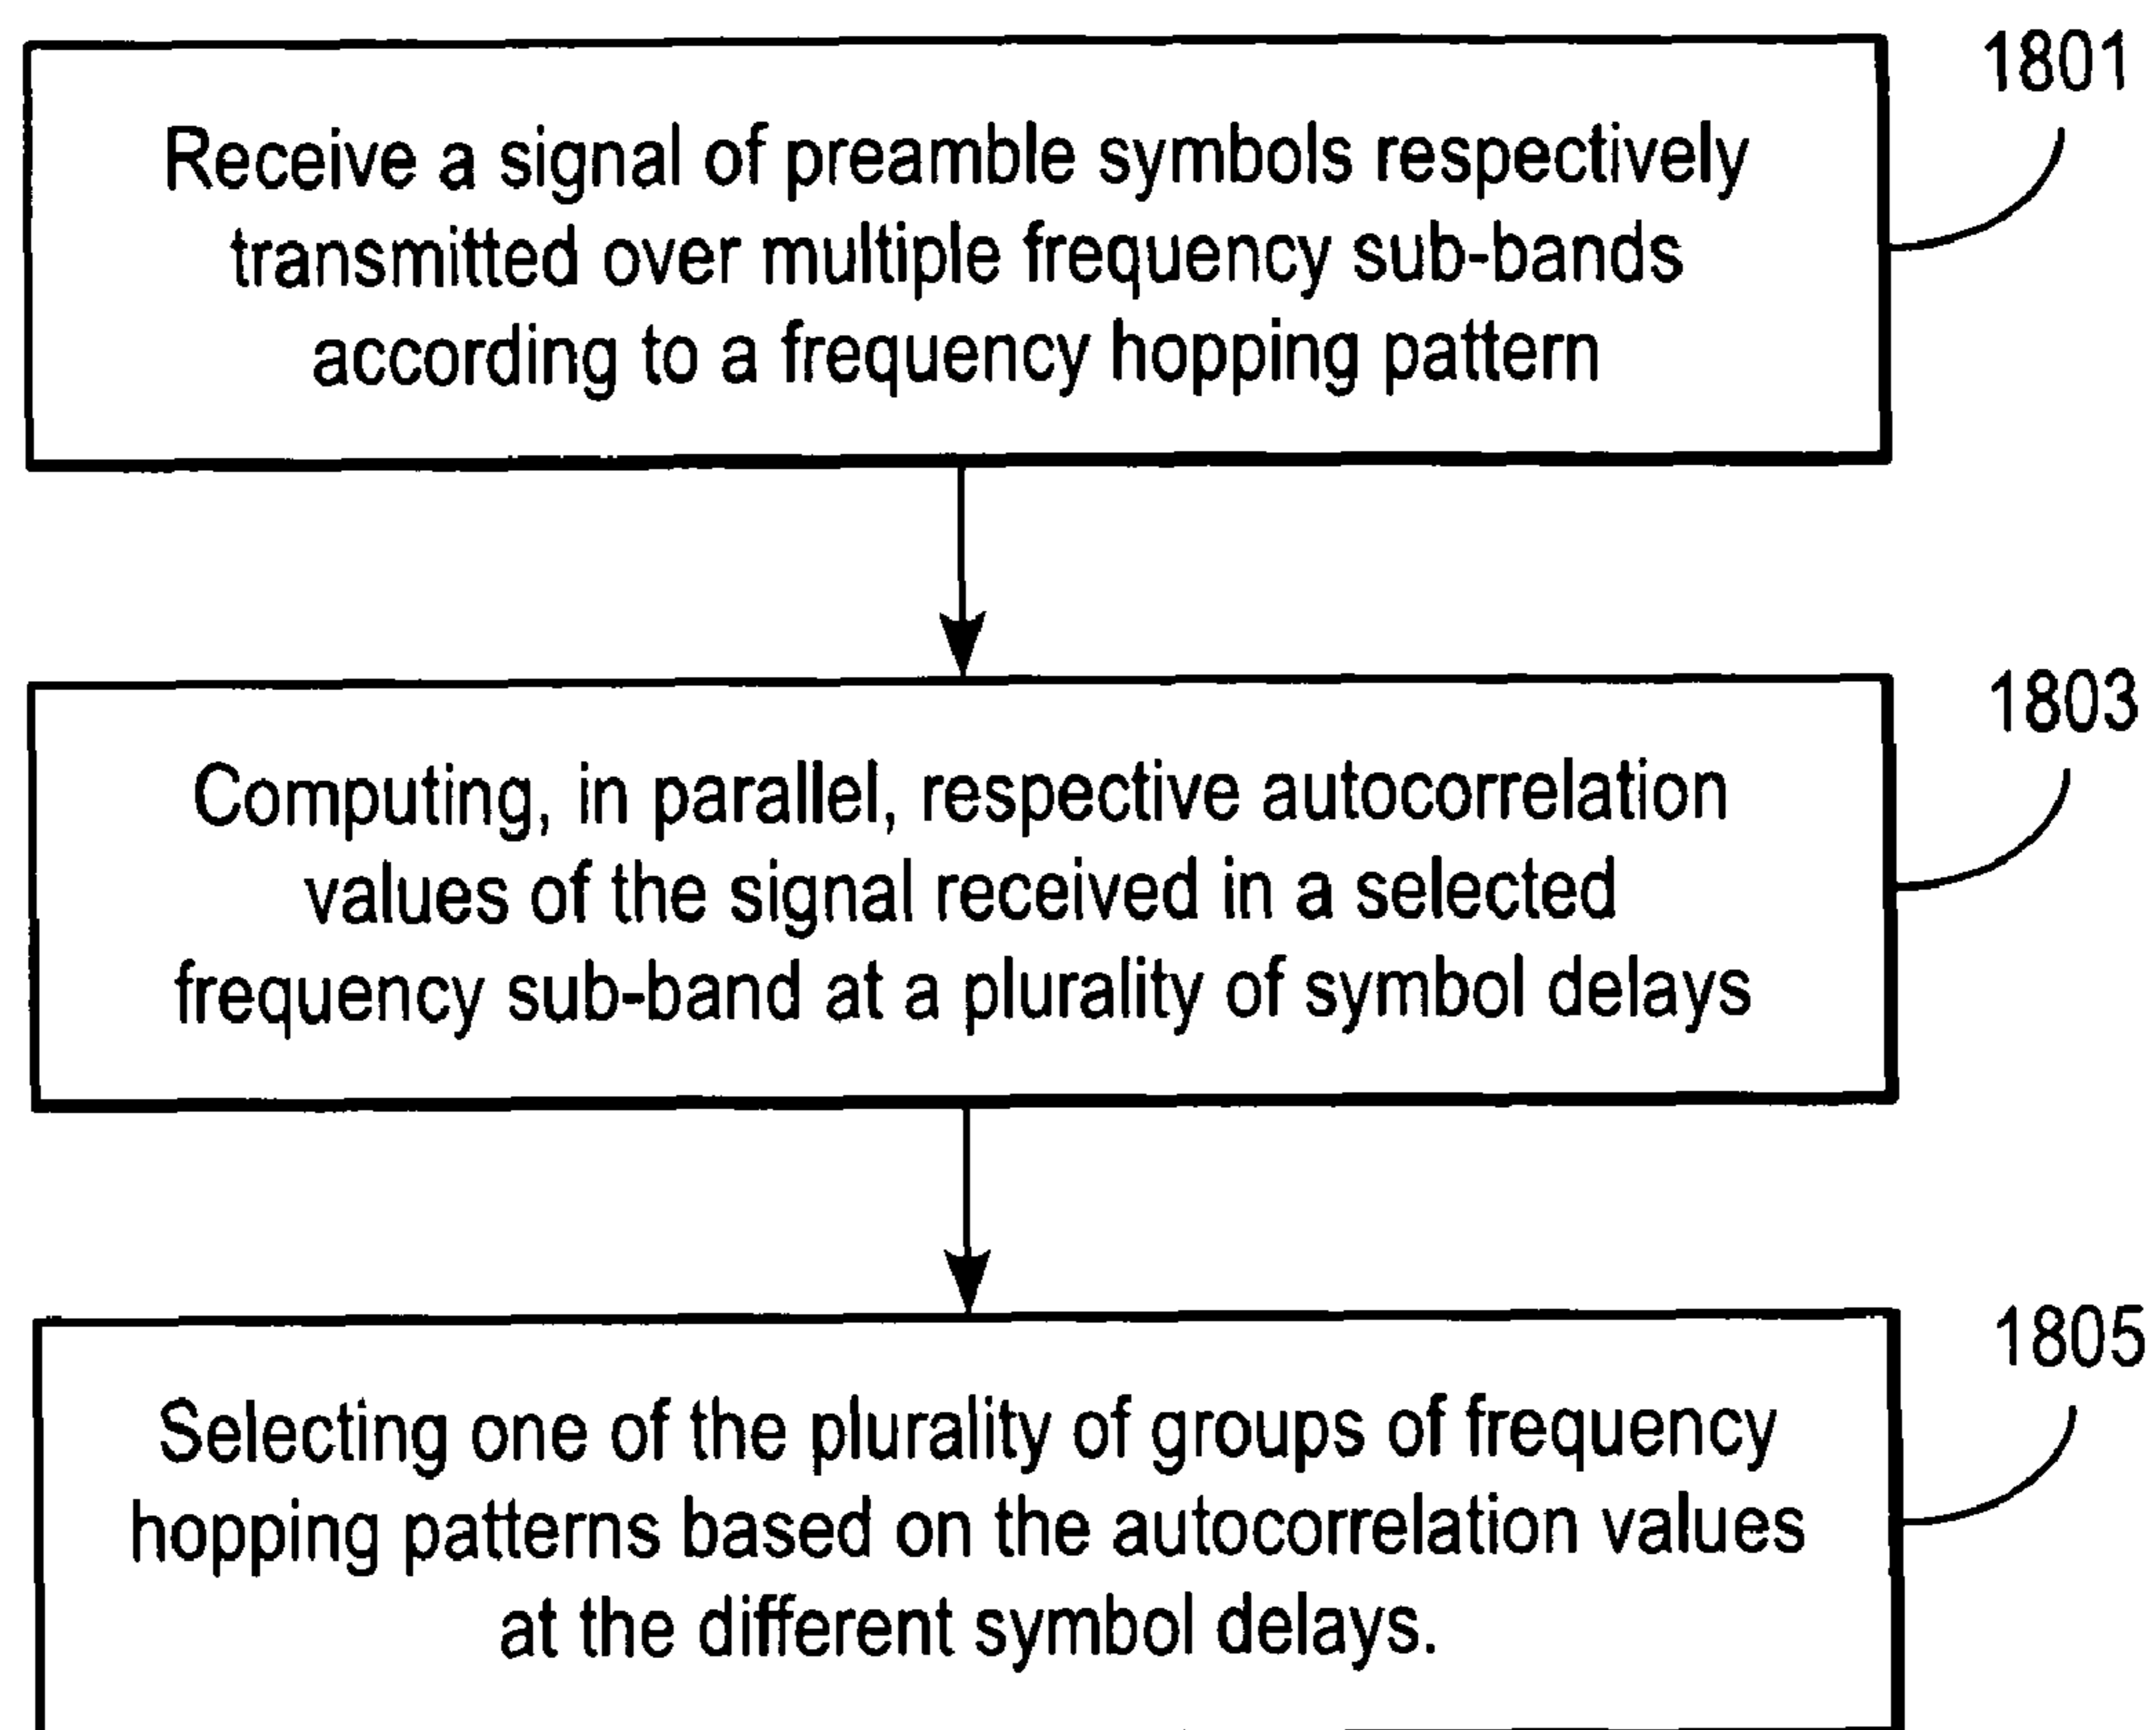 1801
Receive a signal of preamble symbols respectively
transmitted over multiple frequency sub-bands
according to a frequency hopping pattern
1803
Computing, in parallel, respective autocorrelation
values of the signal received in a selected
frequency sub-band at a plurality of symbol delays
1805
Selecting one of the plurality of groups of frequency
hopping patterns based on the autocorrelation values
at the different symbol delays.